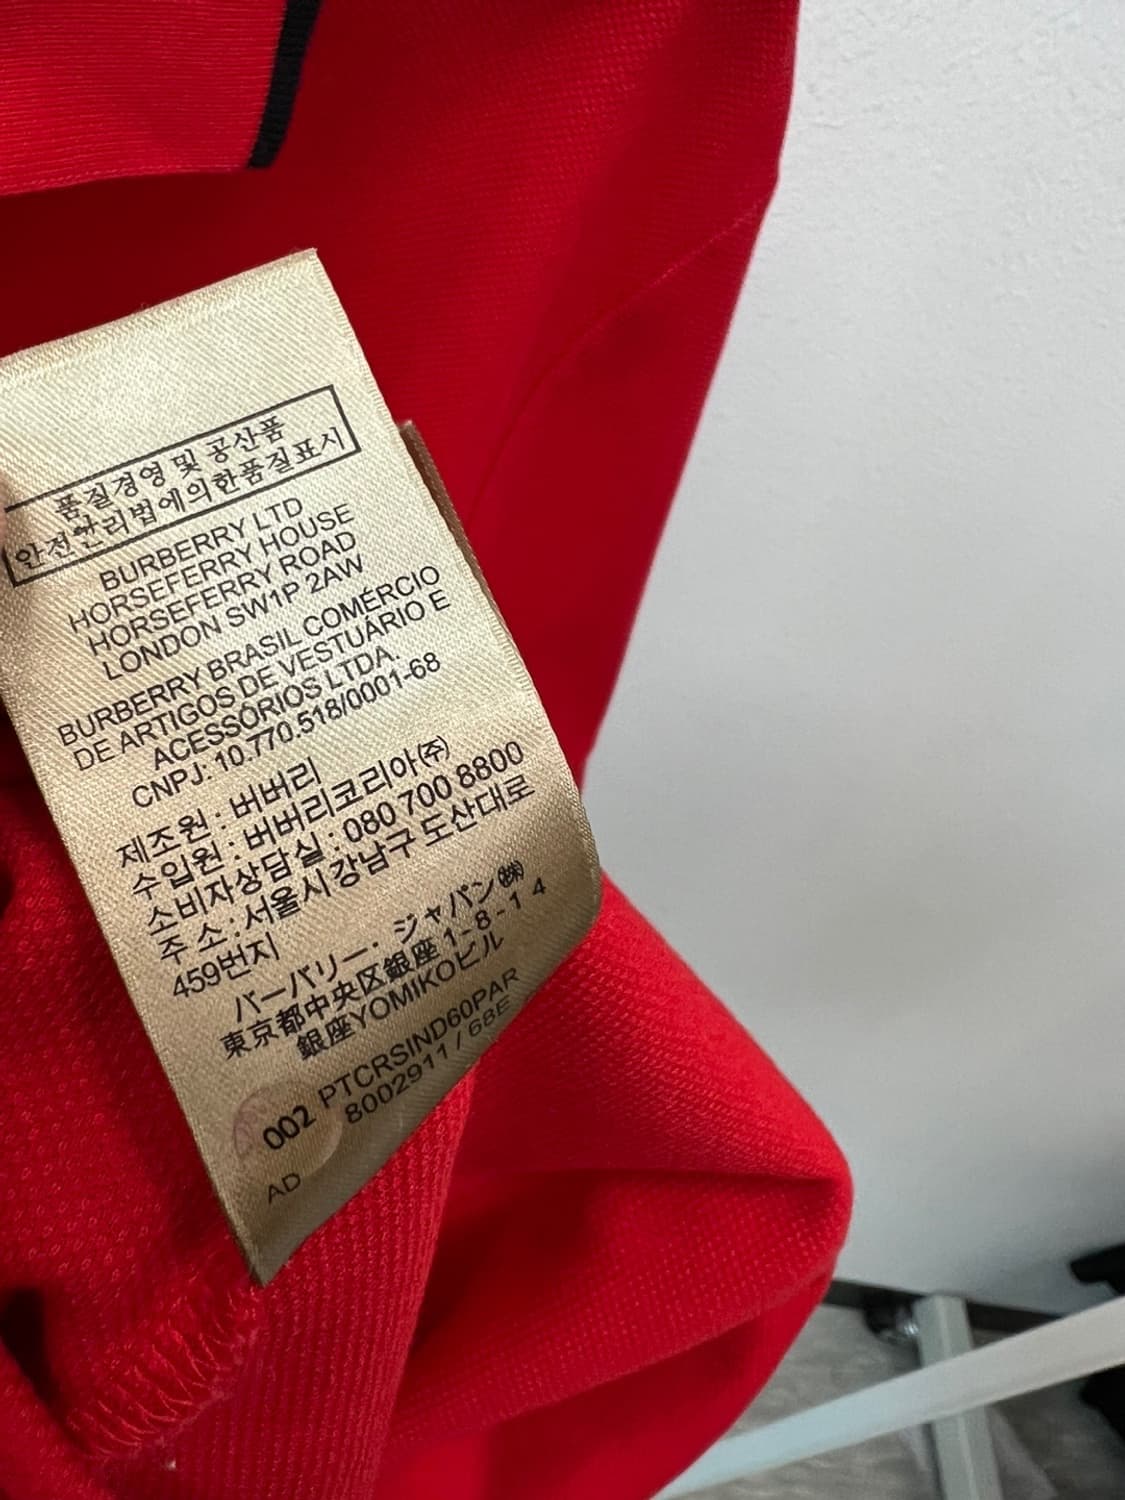 품질경영 및 공산품
안전관리법에의한품질표시
BURBERRY LTD
HORSEFERRY HOUSE
HORSEFERRY ROAD
LONDON SW1P 2AW
BURBERRY BRASIL COMÉRCIO
DE ARTIGOS DE VESTUÁRIO E
ACESSÓRIOS LTDA.
CNPJ: 10.770.518/0001-68
제조원 : 버버리
수입원 : 버버리코리아㈜
소비자상담실 : 080 700 8800
주 소 : 서울시강남구 도산대로
459번지
バーバリー・ジャパン㈱
東京都中央区銀座1-8-1 4
銀座YOMIKOビル
002 PTCRSIND60PAR
8002911 / 68E
AD